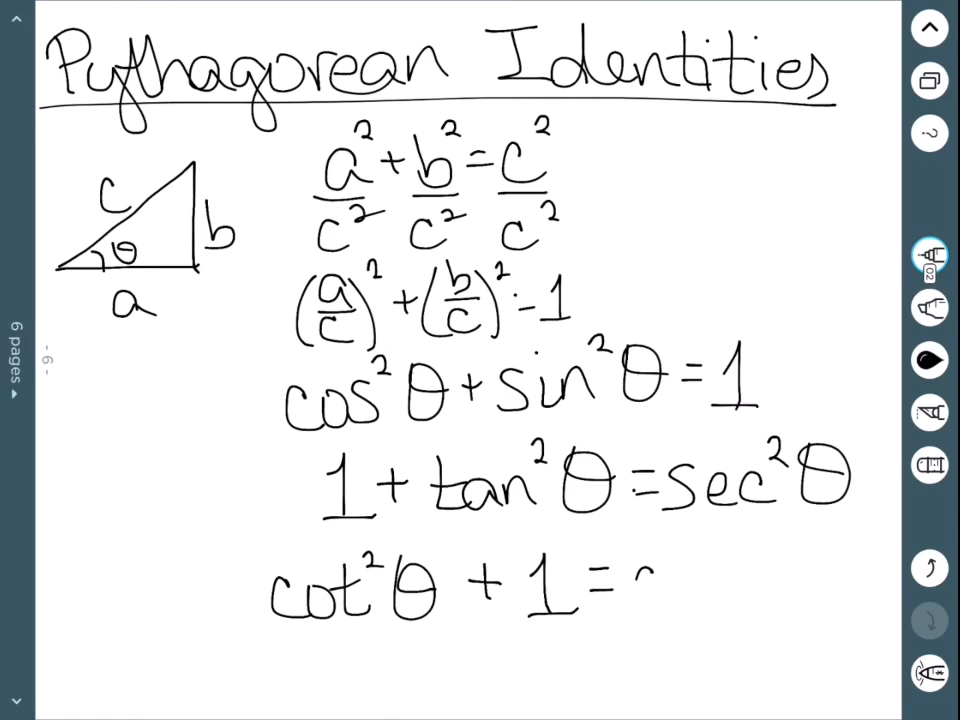 Pythagorean Identities
a² + b² = c²
c² c² c²
c
θ
b
a
(a/c)² + (b/c)² = 1
cos²θ + sin²θ = 1
1 + tan²θ = sec²θ
cot²θ + 1 =
6 pages
- 6 -
02
?